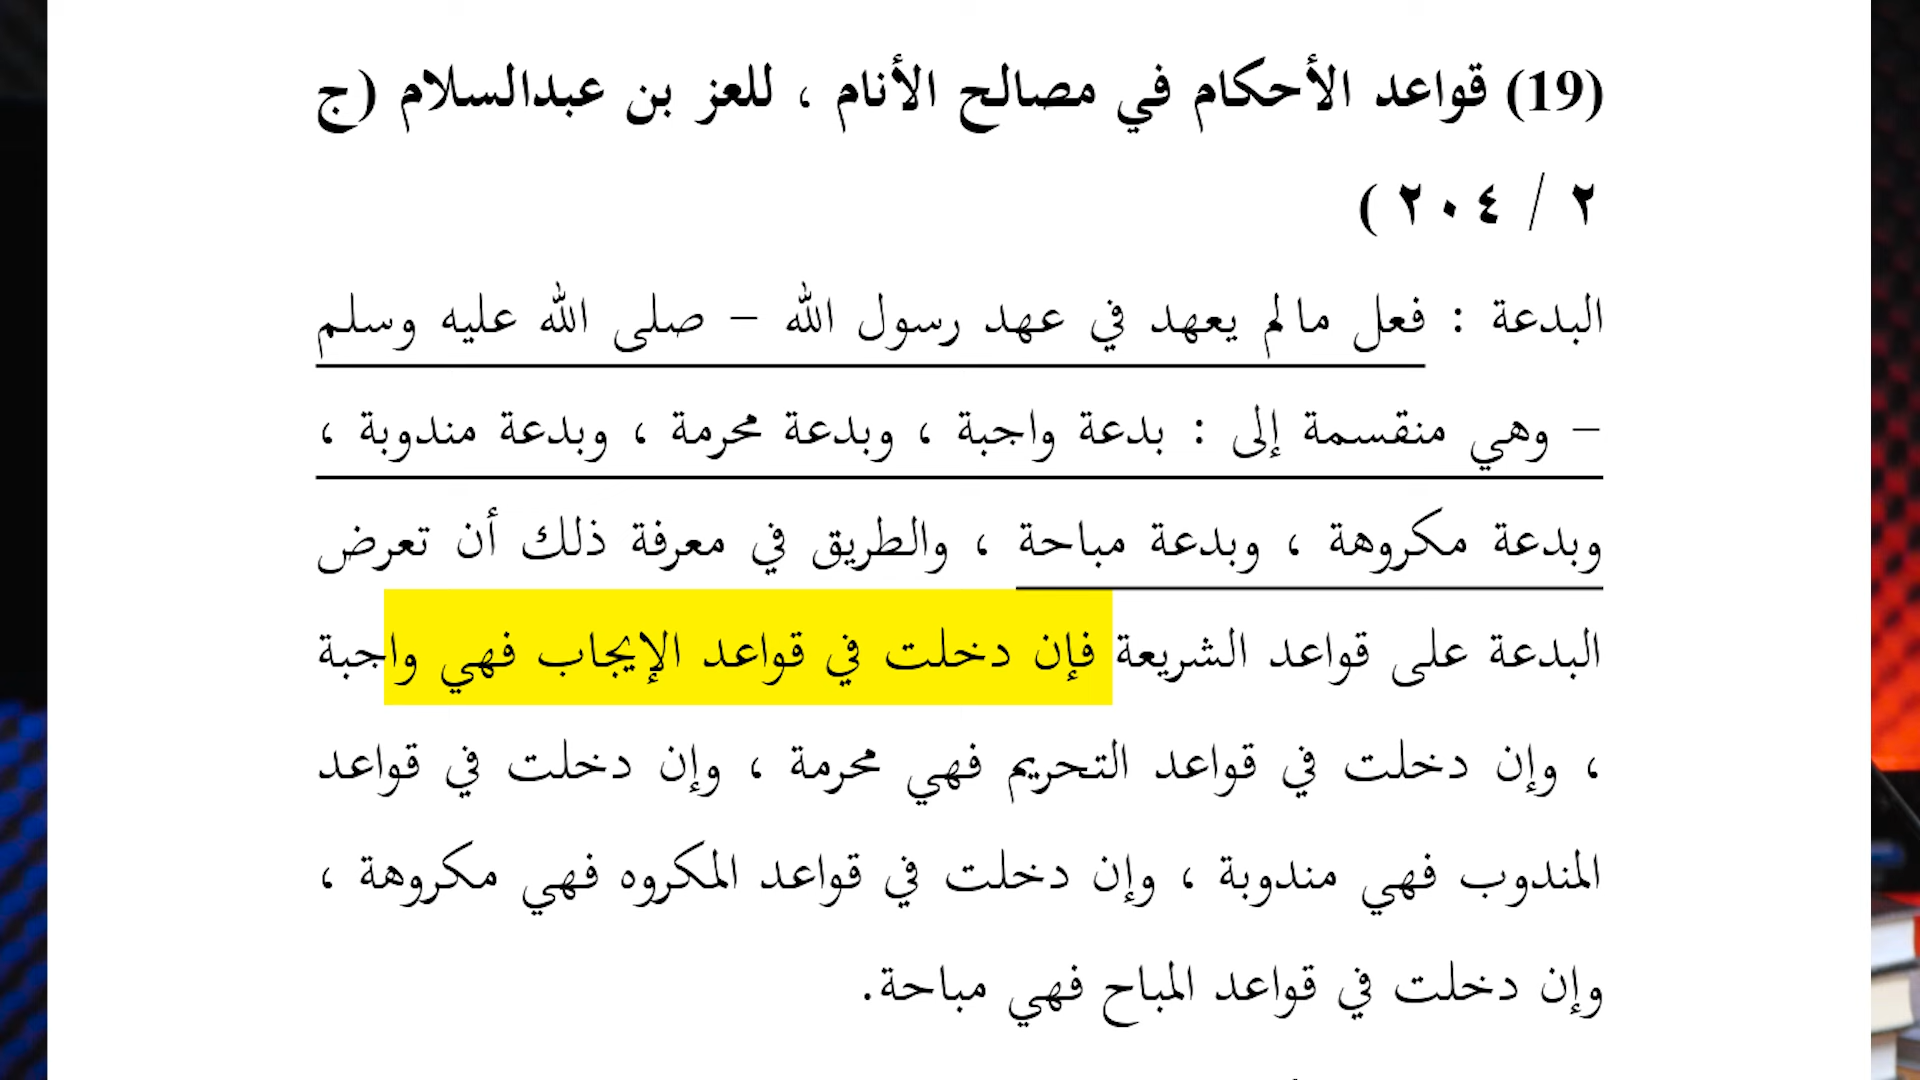 (19) قواعد الأحكام في مصالح الأنام ، للعز بن عبدالسلام (ج
٢ / ٢٠٤ )
البدعة : فعل مالم يعهد في عهد رسول الله – صلى الله عليه وسلم
– وهي منقسمة إلى : بدعة واجبة ، وبدعة محرمة ، وبدعة مندوبة ،
وبدعة مكروهة ، وبدعة مباحة ، والطريق في معرفة ذلك أن تعرض
البدعة على قواعد الشريعة فإن دخلت في قواعد الإيجاب فهي واجبة
، وإن دخلت في قواعد التحريم فهي محرمة ، وإن دخلت في قواعد
المندوب فهي مندوبة ، وإن دخلت في قواعد المكروه فهي مكروهة ،
وإن دخلت في قواعد المباح فهي مباحة.